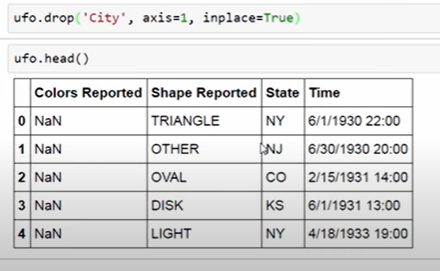 ufo.drop('City', axis=1, inplace=True)
ufo.head()
Colors Reported Shape Reported State Time
0 NaN TRIANGLE NY 6/1/1930 22:00
1 NaN OTHER NJ 6/30/1930 20:00
2 NaN OVAL CO 2/15/1931 14:00
3 NaN DISK KS 6/1/1931 13:00
4 NaN LIGHT NY 4/18/1933 19:00